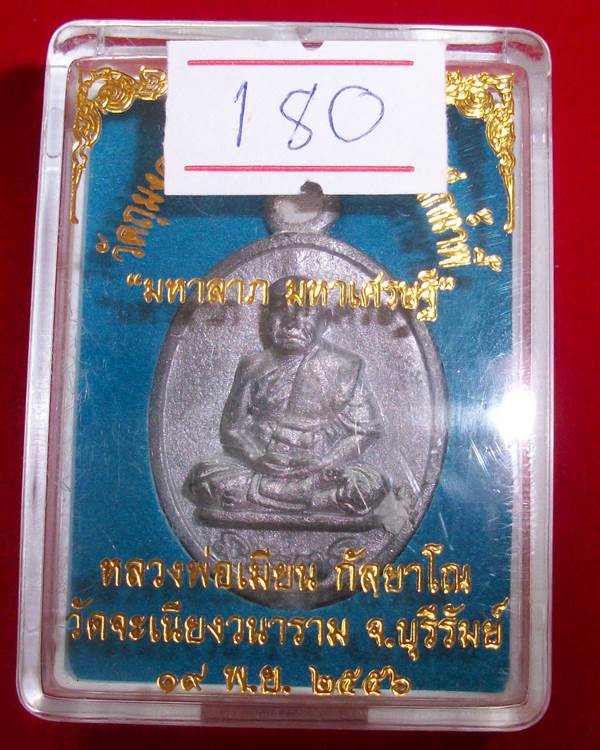 180
"มหาลาภ มหาเศรษฐี"
หลวงพ่อเมียน กัลยาโณ
วัดจะเนียงวนาราม จ.บุรีรัมย์
๑๙ พ.ย. ๒๕๕๖